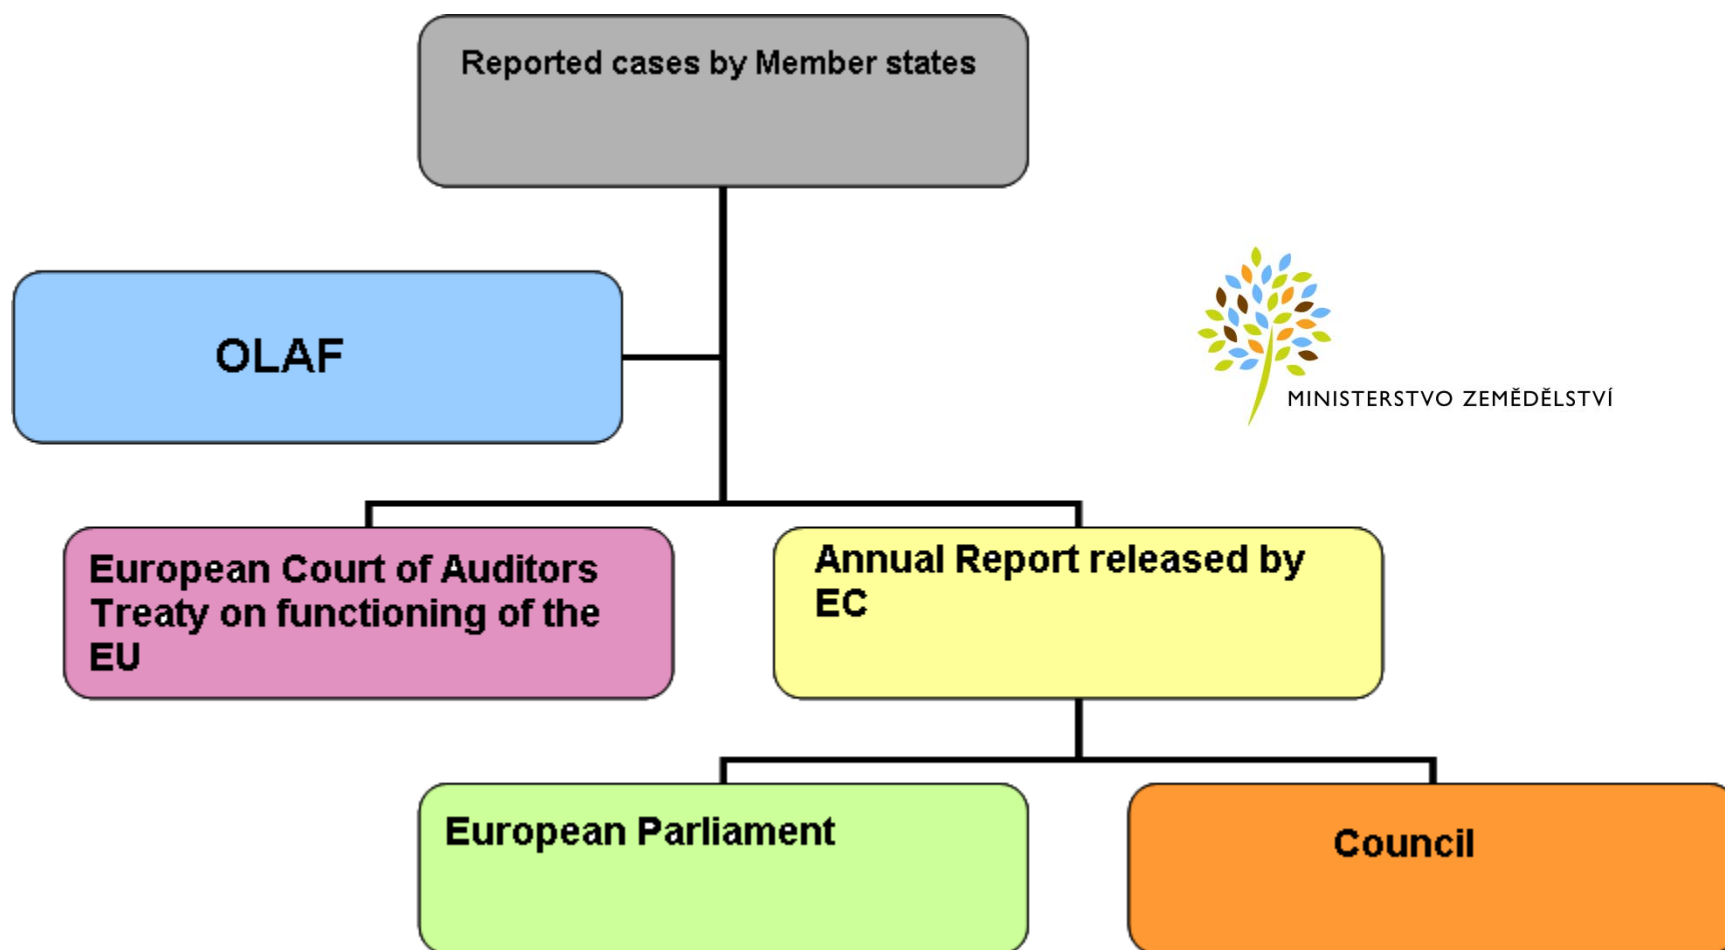 Reported cases by Member states
OLAF
MINISTERSTVO ZEMĚDĚLSTVÍ
European Court of Auditors
Treaty on functioning of the
EU
Annual Report released by
EC
European Parliament
Council